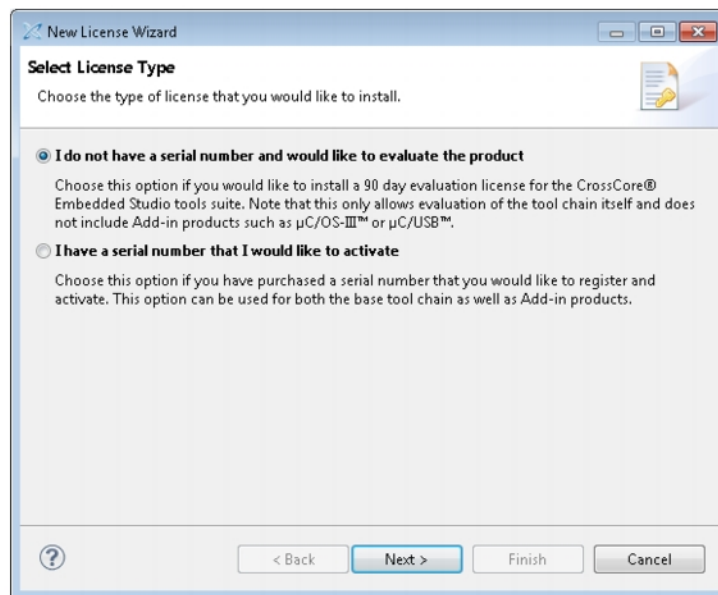 New License Wizard
Select License Type
Choose the type of license that you would like to install.
I do not have a serial number and would like to evaluate the product
Choose this option if you would like to install a 90 day evaluation license for the CrossCore®
Embedded Studio tools suite. Note that this only allows evaluation of the tool chain itself and does
not include Add-in products such as µC/OS-III™ or µC/USB™.
I have a serial number that I would like to activate
Choose this option if you have purchased a serial number that you would like to register and
activate. This option can be used for both the base tool chain as well as Add-in products.
?
< Back
Next >
Finish
Cancel